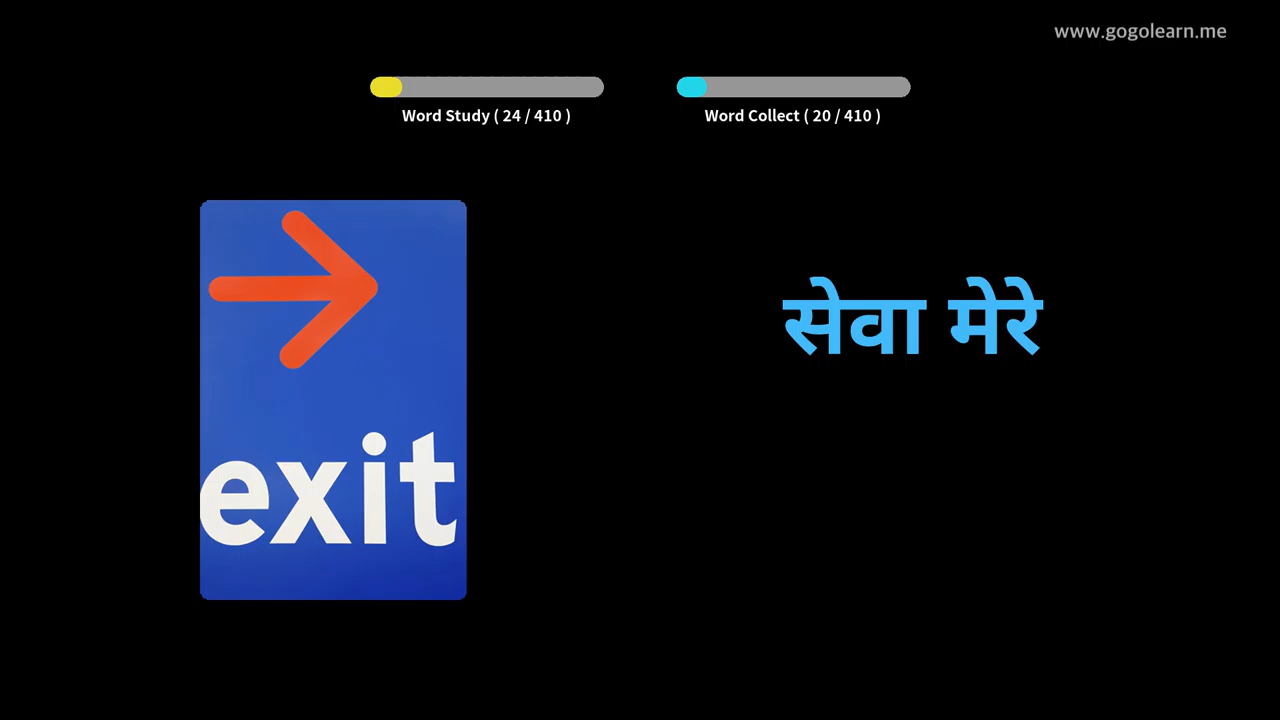 www.gogolearn.me
Word Study ( 24 / 410 )
Word Collect ( 20 / 410 )
exit
सेवा मेरे